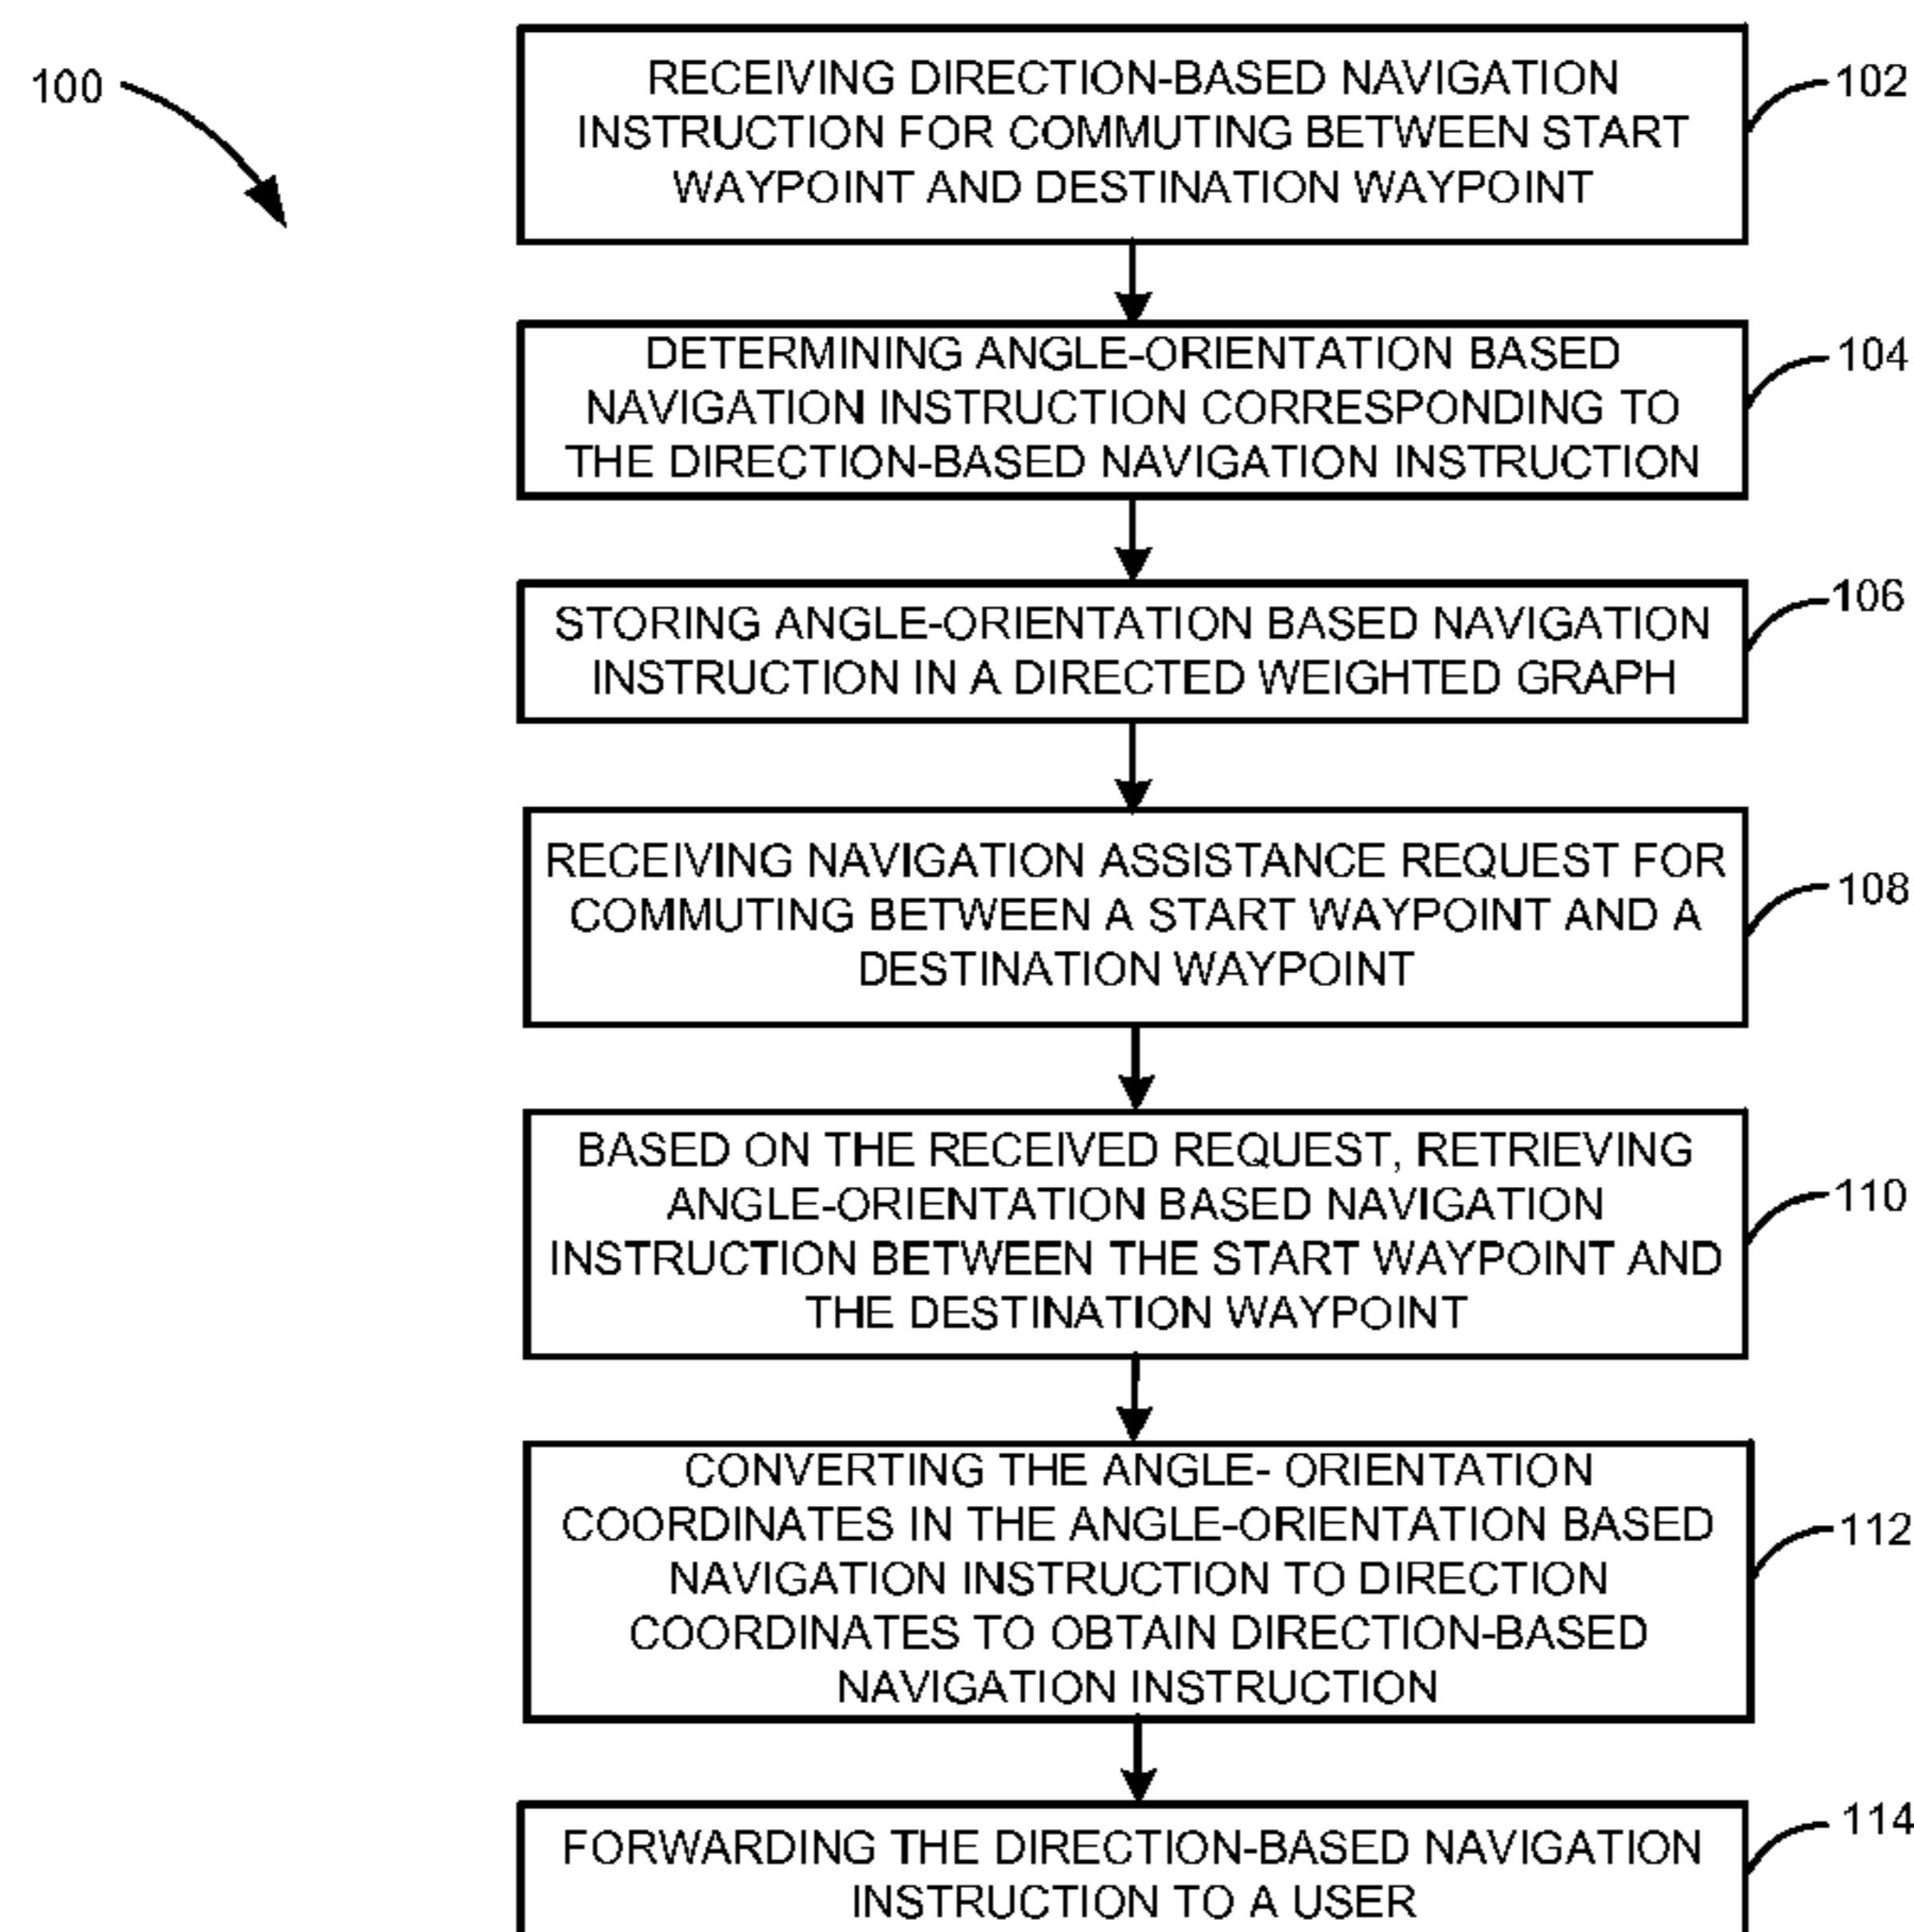 100
RECEIVING DIRECTION-BASED NAVIGATION
INSTRUCTION FOR COMMUTING BETWEEN START
WAYPOINT AND DESTINATION WAYPOINT
102
DETERMINING ANGLE-ORIENTATION BASED
NAVIGATION INSTRUCTION CORRESPONDING TO
THE DIRECTION-BASED NAVIGATION INSTRUCTION
104
STORING ANGLE-ORIENTATION BASED NAVIGATION
INSTRUCTION IN A DIRECTED WEIGHTED GRAPH
106
RECEIVING NAVIGATION ASSISTANCE REQUEST FOR
COMMUTING BETWEEN A START WAYPOINT AND A
DESTINATION WAYPOINT
108
BASED ON THE RECEIVED REQUEST, RETRIEVING
ANGLE-ORIENTATION BASED NAVIGATION
INSTRUCTION BETWEEN THE START WAYPOINT AND
THE DESTINATION WAYPOINT
110
CONVERTING THE ANGLE- ORIENTATION
COORDINATES IN THE ANGLE-ORIENTATION BASED
NAVIGATION INSTRUCTION TO DIRECTION
COORDINATES TO OBTAIN DIRECTION-BASED
NAVIGATION INSTRUCTION
112
FORWARDING THE DIRECTION-BASED NAVIGATION
INSTRUCTION TO A USER
114